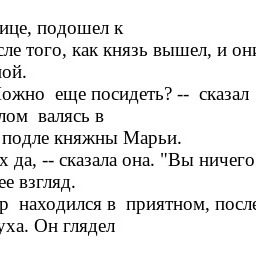 ице, подошел к
сле того, как князь вышел, и они
ой.
Можно еще посидеть? -- сказал
лом валясь в
подле княжны Марьи.
х да, -- сказала она. "Вы ничего
ее взгляд.
р находился в приятном, после
уха. Он глядел